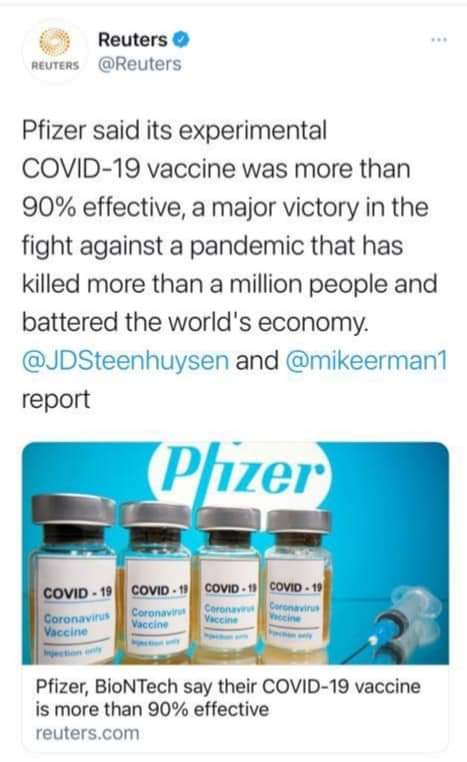 Reuters
REUTERS @Reuters
Pfizer said its experimental
COVID-19 vaccine was more than
90% effective, a major victory in the
fight against a pandemic that has
killed more than a million people and
battered the world's economy.
@JDSteenhuysen and @mikeerman1
report
Pfizer
COVID - 19 COVID - 19 COVID - 19 COVID - 19
Coronavirus Coronavirus Coronavirus Coronavirus
Vaccine Vaccine Vaccine Vaccine
Injection only Injection only Injection only Injection only
Pfizer, BioNTech say their COVID-19 vaccine
is more than 90% effective
reuters.com